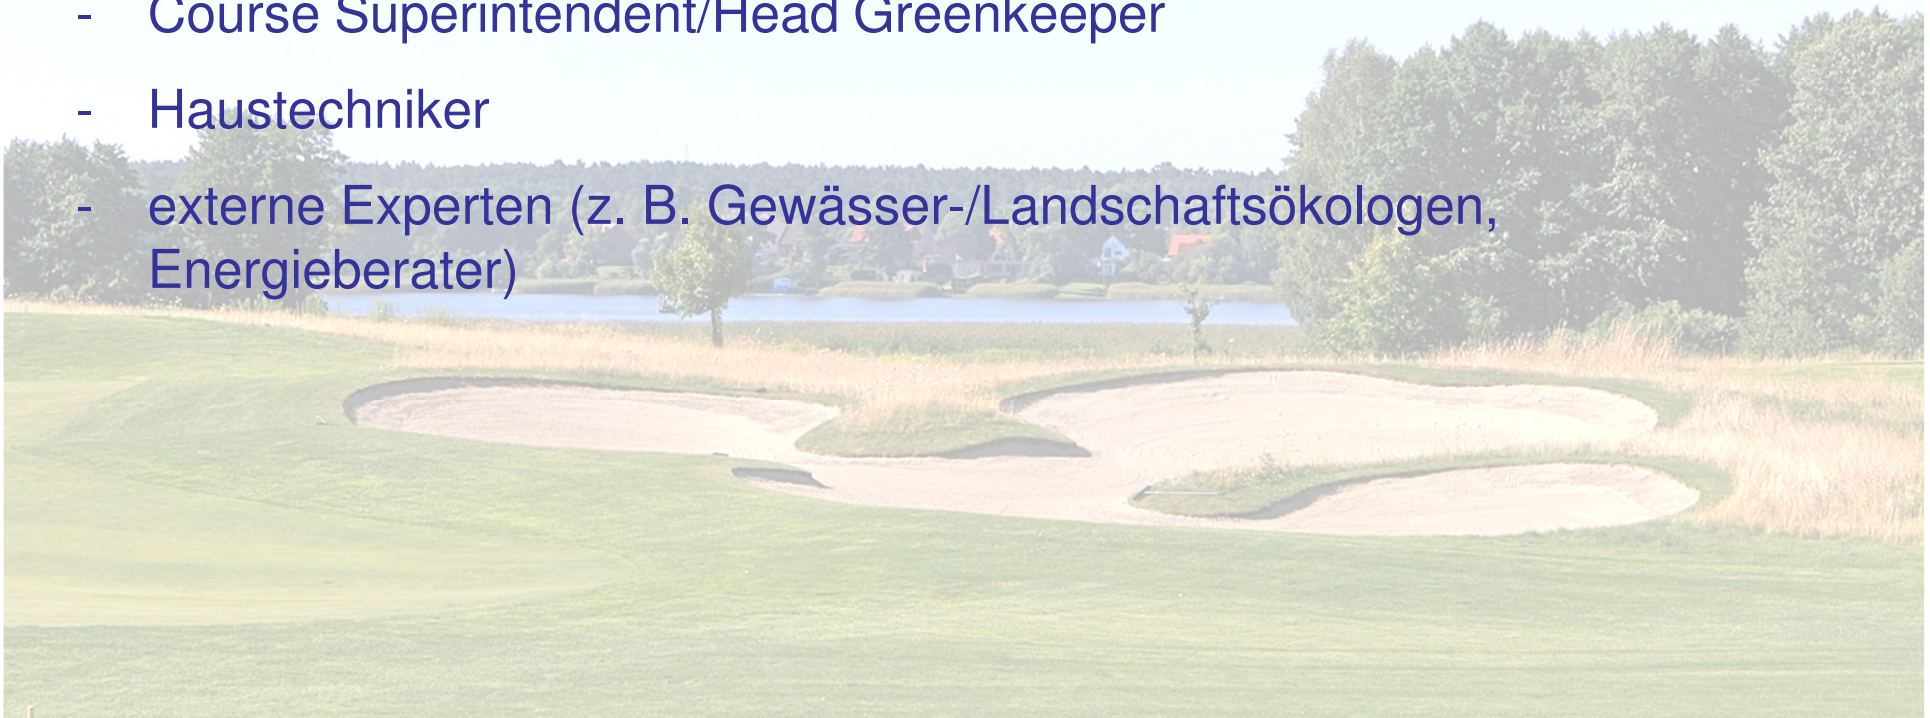 - Course Superintendent/Head Greenkeeper
- Haustechniker
- externe Experten (z. B. Gewässer-/Landschaftsökologen,
Energieberater)